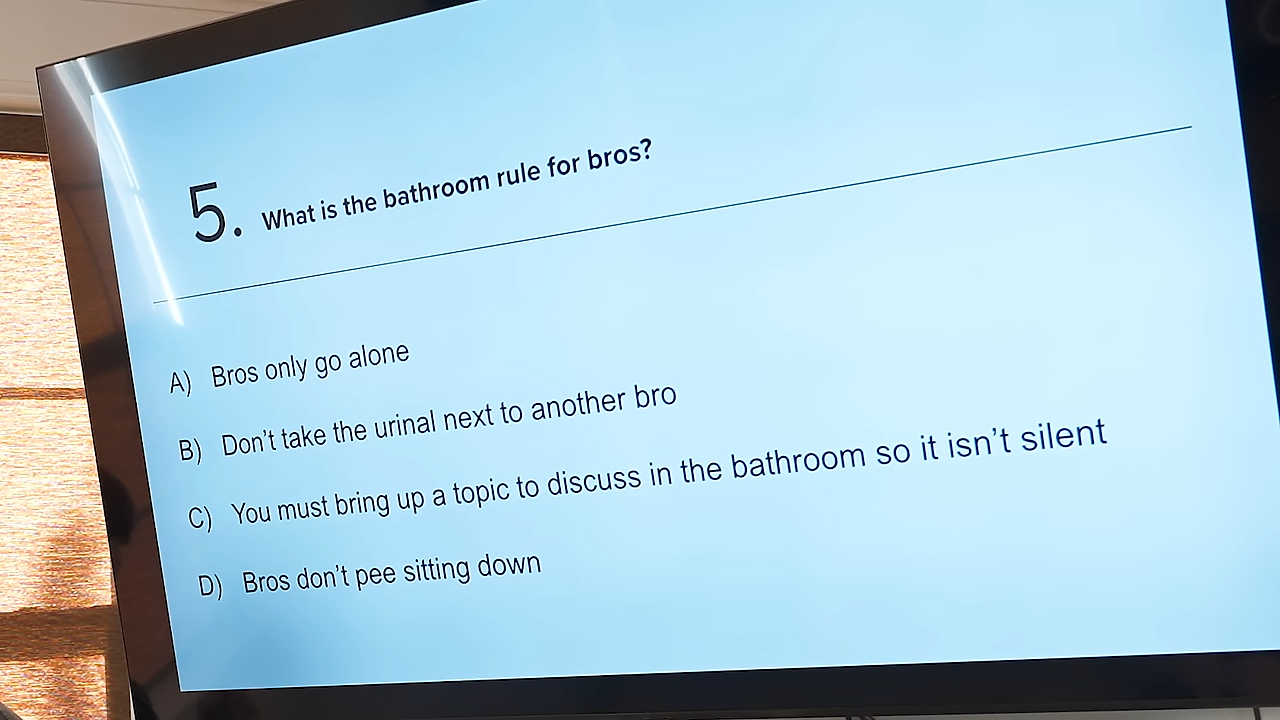 5. What is the bathroom rule for bros?
A) Bros only go alone
B) Don't take the urinal next to another bro
C) You must bring up a topic to discuss in the bathroom so it isn't silent
D) Bros don't pee sitting down